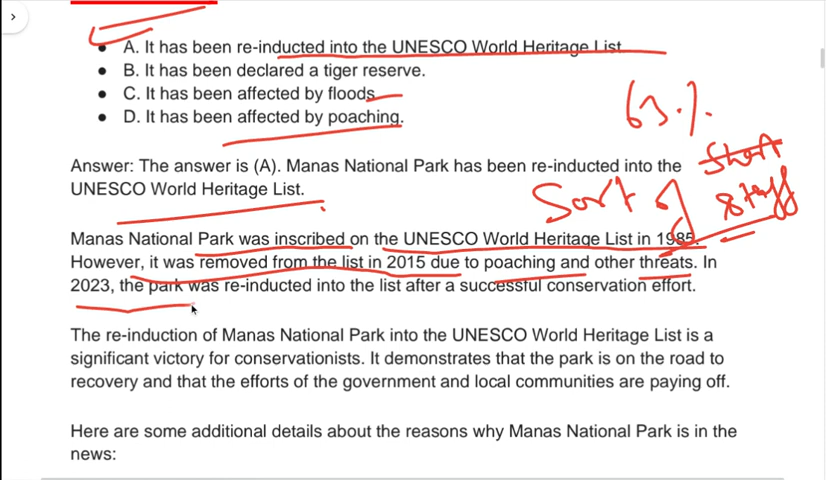 A. It has been re-inducted into the UNESCO World Heritage List
B. It has been declared a tiger reserve.
C. It has been affected by floods
D. It has been affected by poaching.
63%
Answer: The answer is (A). Manas National Park has been re-inducted into the
UNESCO World Heritage List.
Short
Sort of staff
Manas National Park was inscribed on the UNESCO World Heritage List in 1985.
However, it was removed from the list in 2015 due to poaching and other threats. In
2023, the park was re-inducted into the list after a successful conservation effort.
The re-induction of Manas National Park into the UNESCO World Heritage List is a
significant victory for conservationists. It demonstrates that the park is on the road to
recovery and that the efforts of the government and local communities are paying off.
Here are some additional details about the reasons why Manas National Park is in the
news: